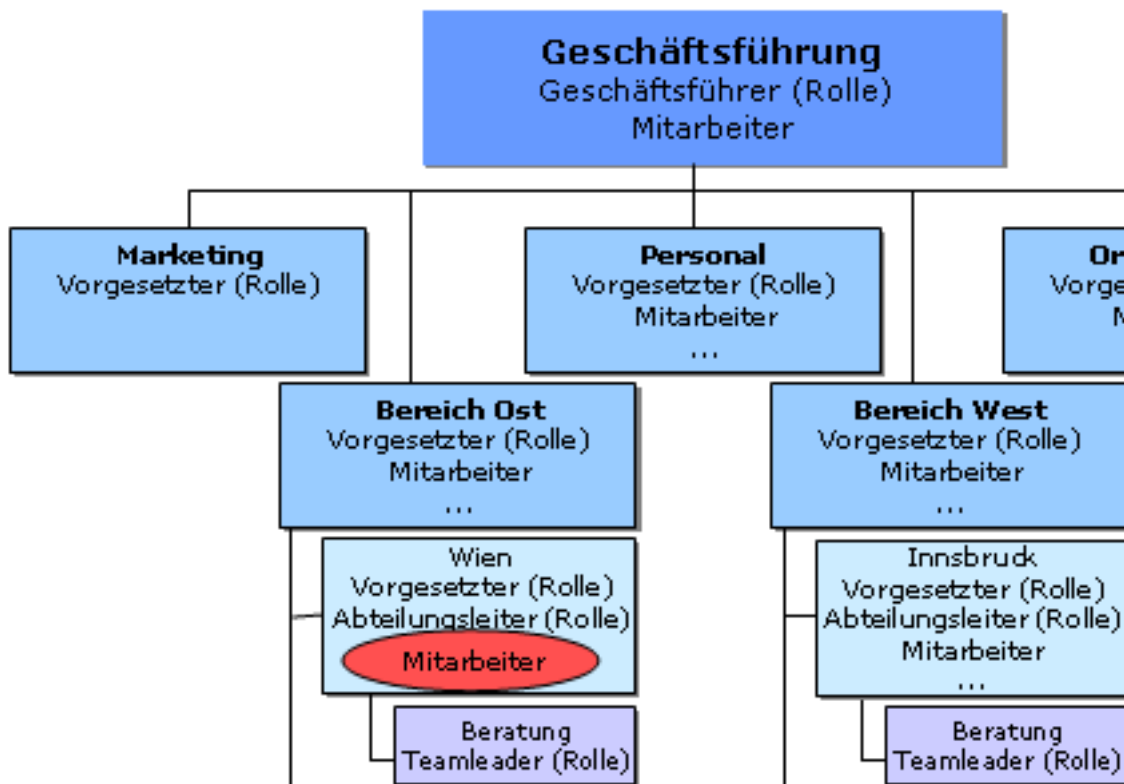 Geschäftsführung
Geschäftsführer (Rolle)
Mitarbeiter
Marketing
Vorgesetzter (Rolle)
Personal
Vorgesetzter (Rolle)
Mitarbeiter
...
Bereich Ost
Vorgesetzter (Rolle)
Mitarbeiter
...
Bereich West
Vorgesetzter (Rolle)
Mitarbeiter
...
Wien
Vorgesetzter (Rolle)
Abteilungsleiter (Rolle)
Mitarbeiter
Innsbruck
Vorgesetzter (Rolle)
Abteilungsleiter (Rolle)
Mitarbeiter
...
Beratung
Teamleader (Rolle)
Beratung
Teamleader (Rolle)